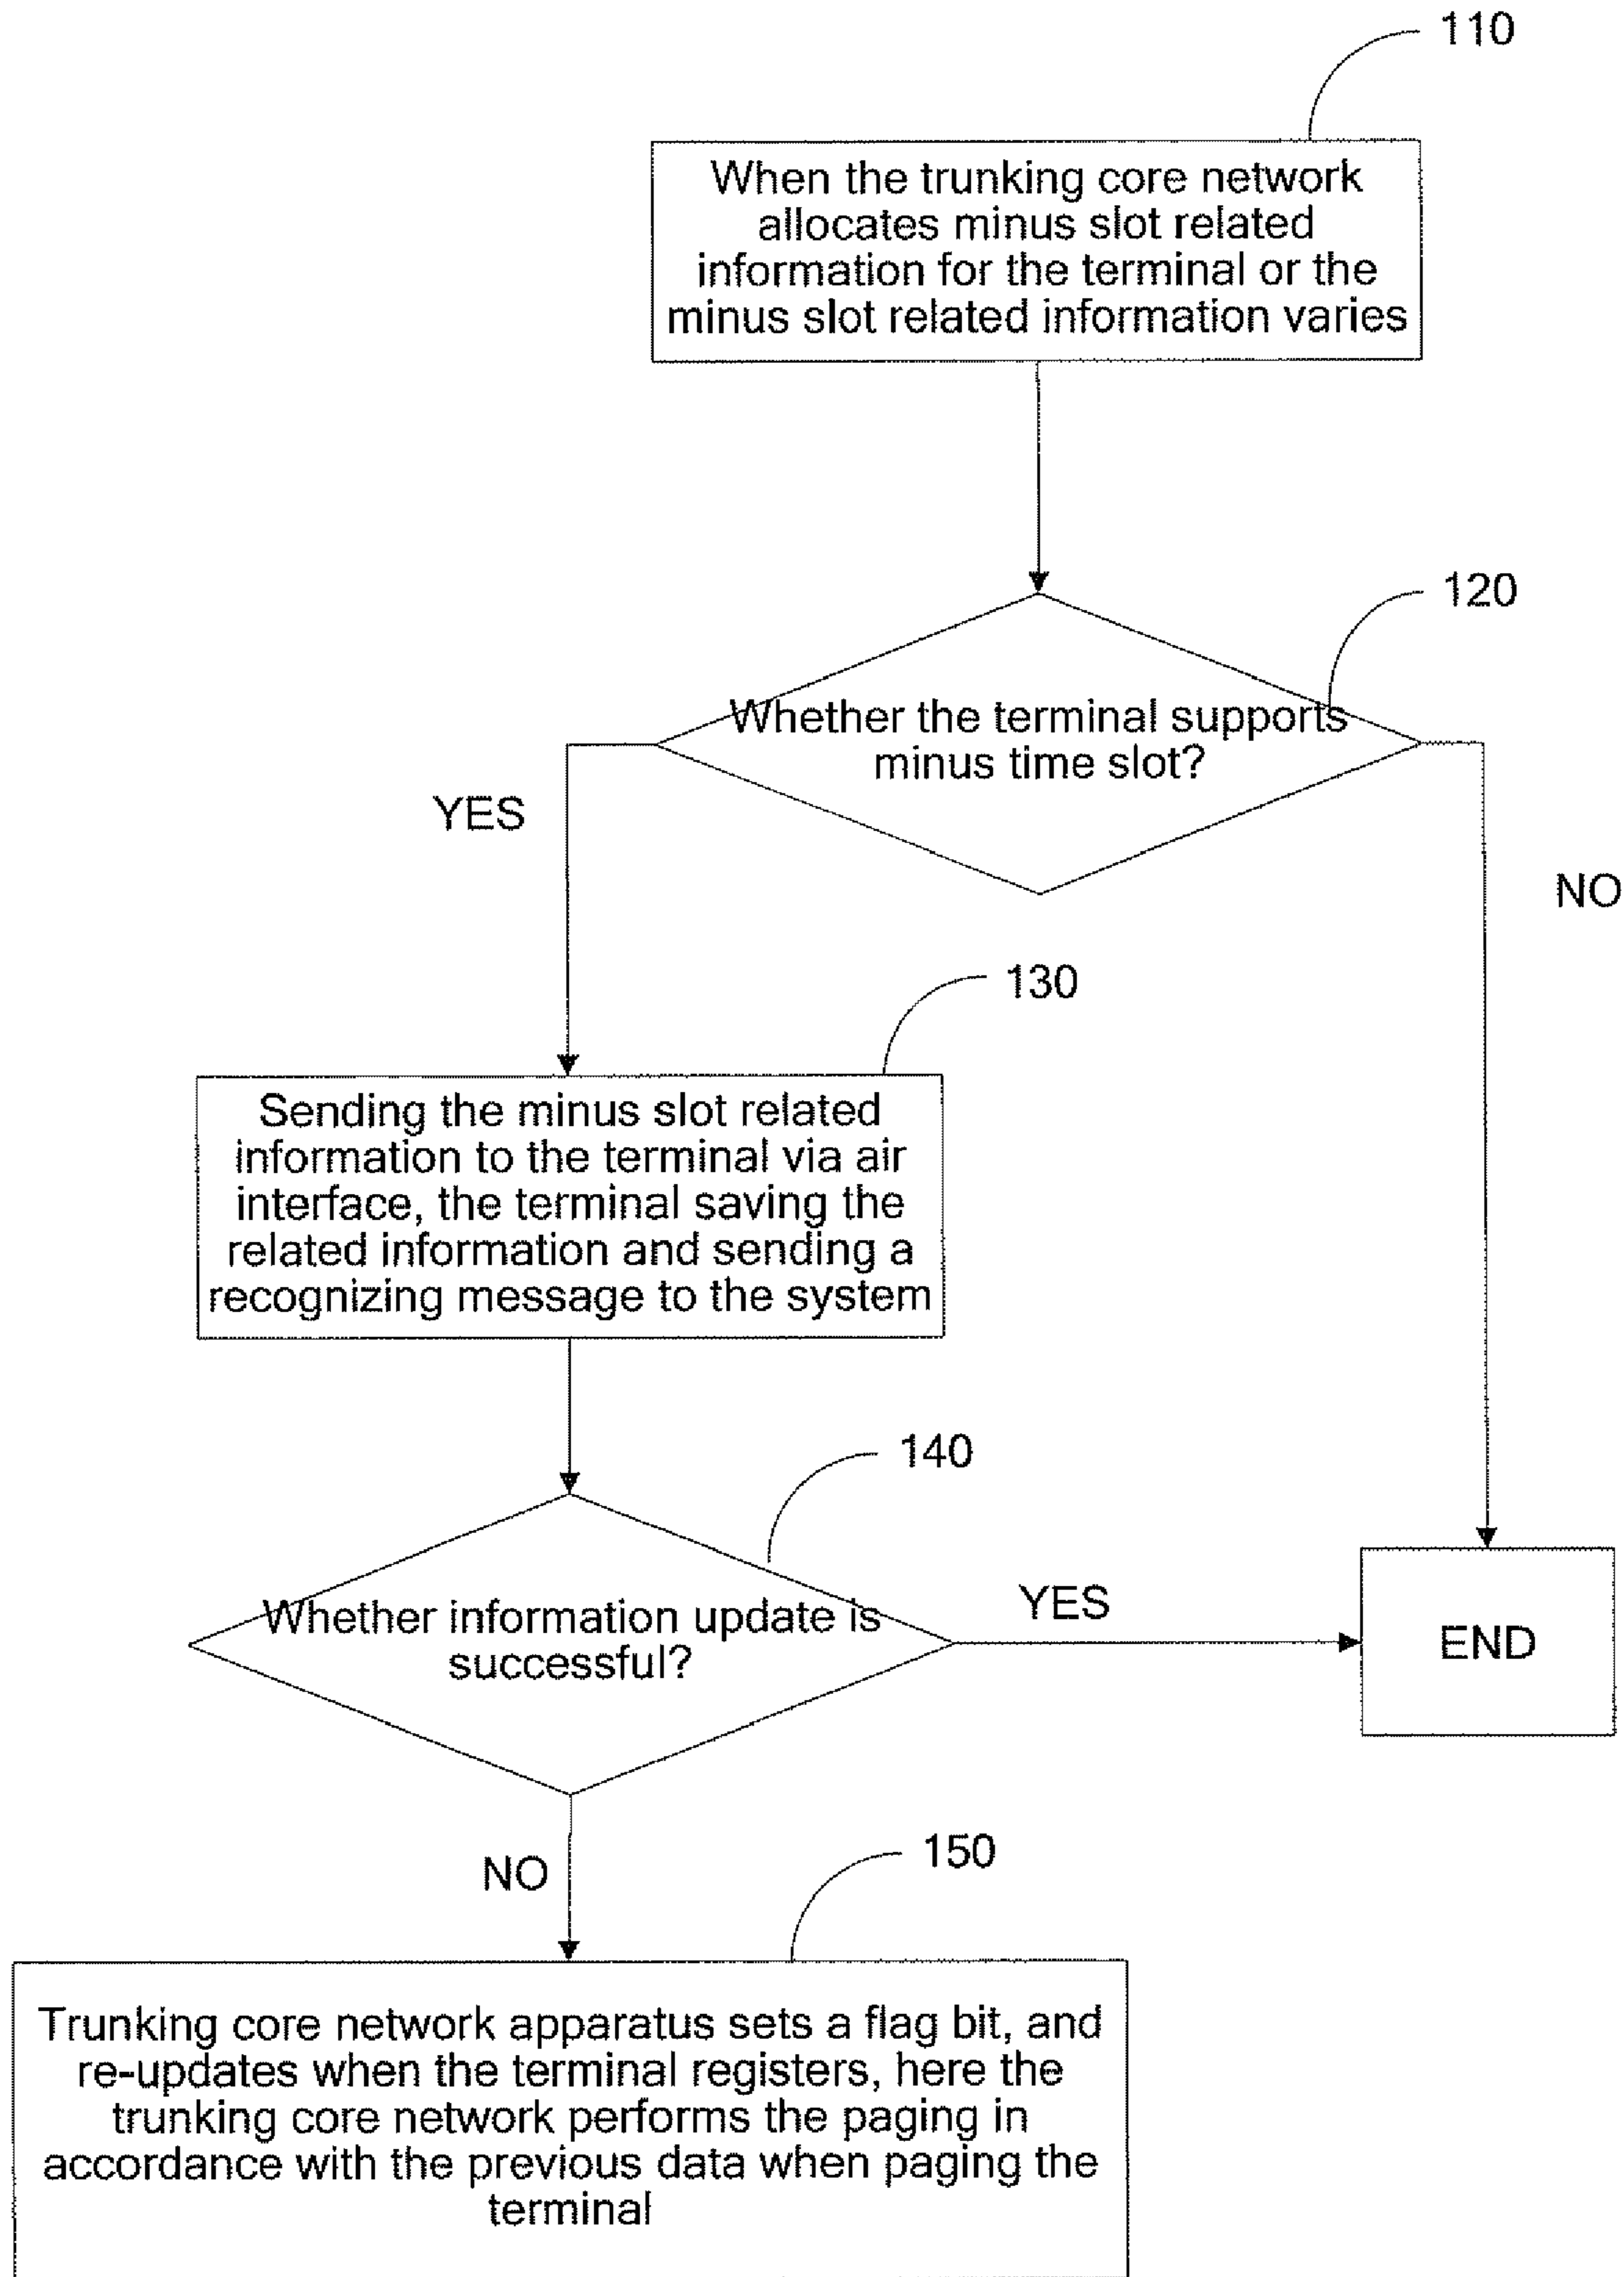 110
When the trunking core network
allocates minus slot related
information for the terminal or the
minus slot related information varies
120
Whether the terminal supports
minus time slot?
YES
NO
130
Sending the minus slot related
information to the terminal via air
interface, the terminal saving the
related information and sending a
recognizing message to the system
140
Whether information update is
successful?
YES
END
NO
150
Trunking core network apparatus sets a flag bit, and
re-updates when the terminal registers, here the
trunking core network performs the paging in
accordance with the previous data when paging the
terminal